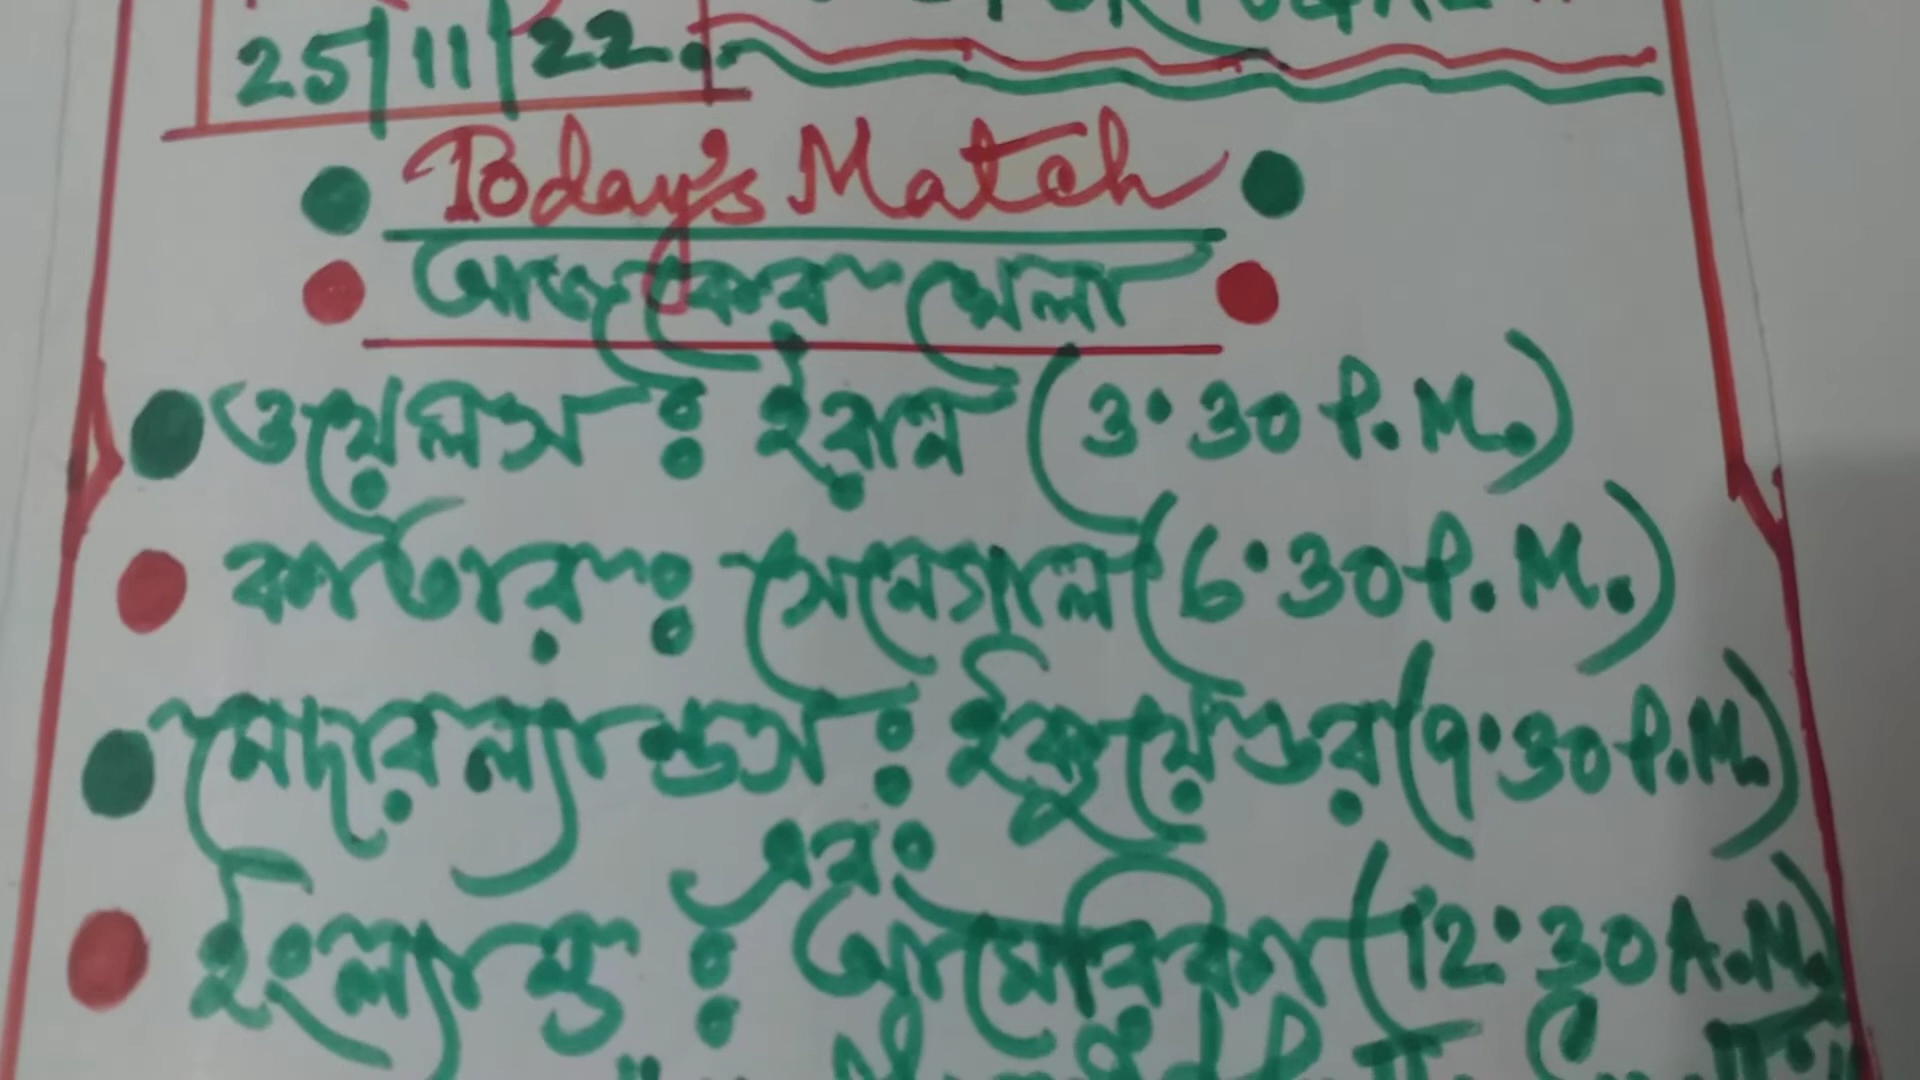 25/11/22
Today's Match
আজকের খেলা
ওয়েলস : ইরান (3·30 P.M.)
কাতার : সেনেগাল (6·30 P.M.)
নেদারল্যান্ডস : ইকুয়েডর (9·30 P.M.)
এবং
ইংল্যান্ড : আমেরিকা (12·30 A.M.)